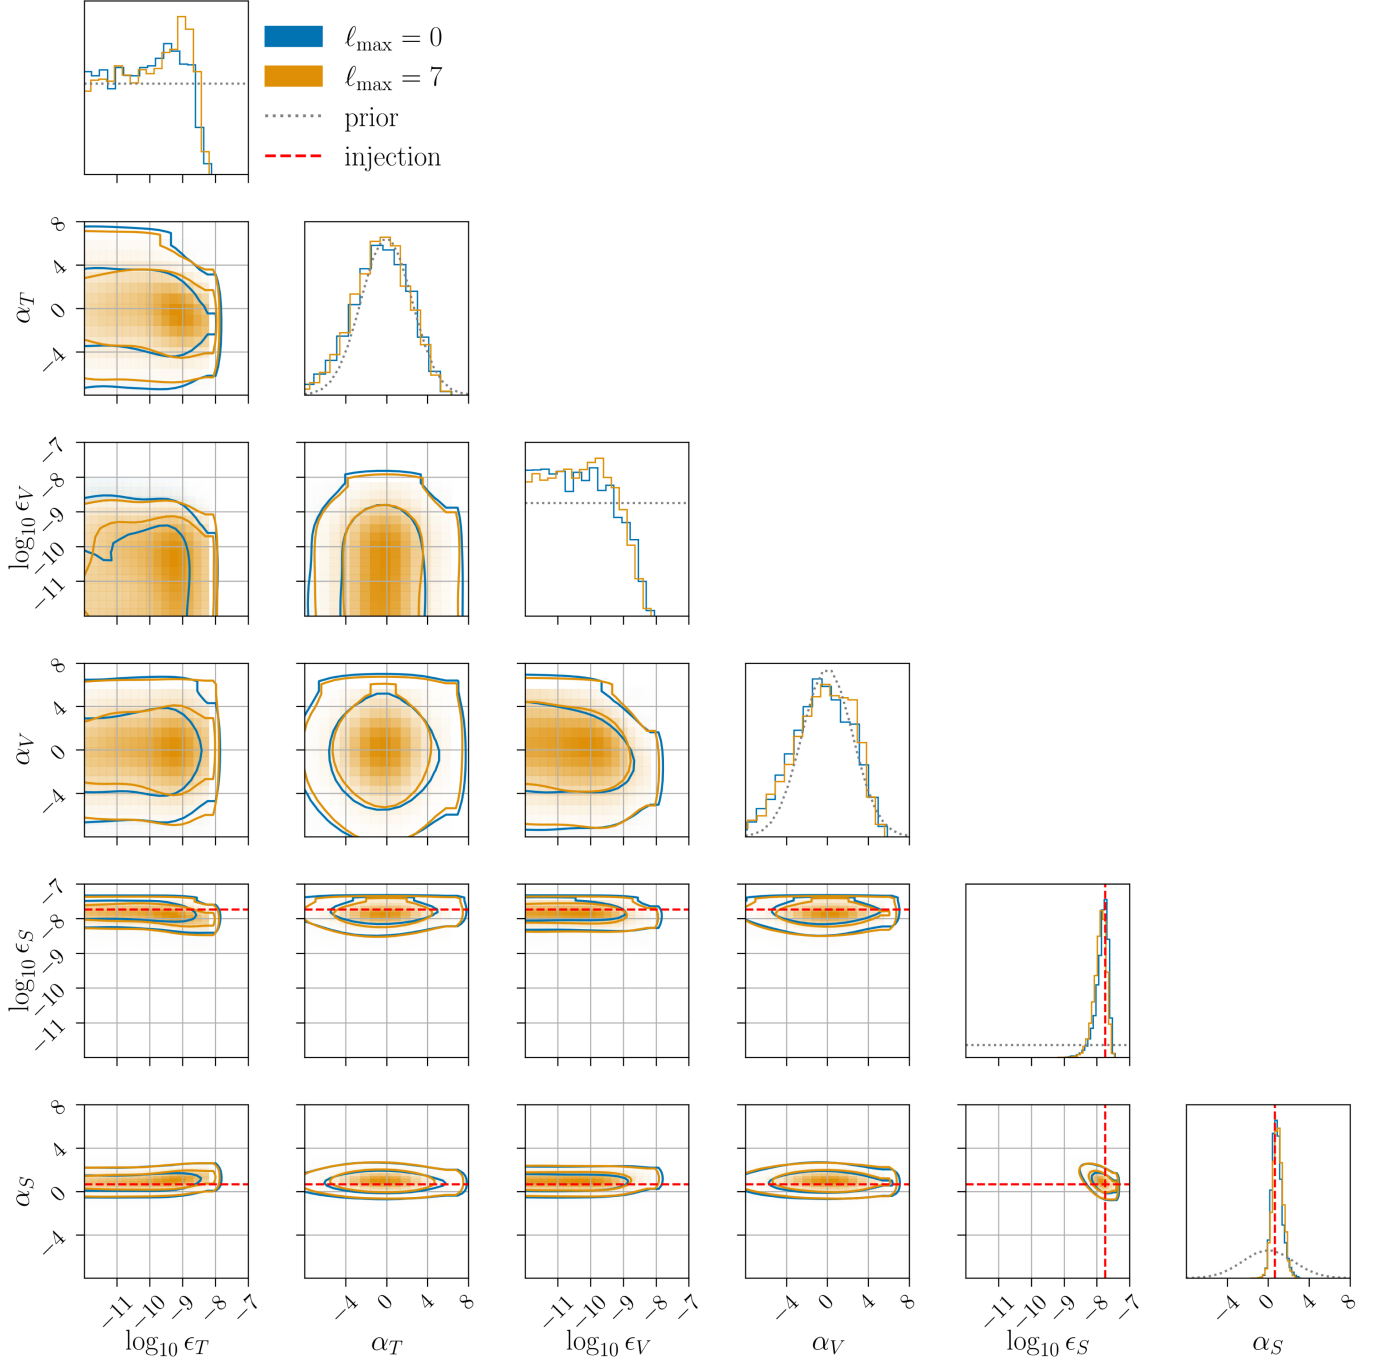 ℓmax = 0
ℓmax = 7
prior
injection
αT
8
4
0
−4
log10 ϵV
−7
−8
−9
−10
−11
αV
8
4
0
−4
log10 ϵS
−7
−8
−9
−10
−11
αS
8
4
0
−4
−11 −10 −9 −8 −7 −4 0 4 8 −11 −10 −9 −8 −7 −4 0 4 8 −11 −10 −9 −8 −7 −4 0 4 8
log10 ϵT αT log10 ϵV αV log10 ϵS αS